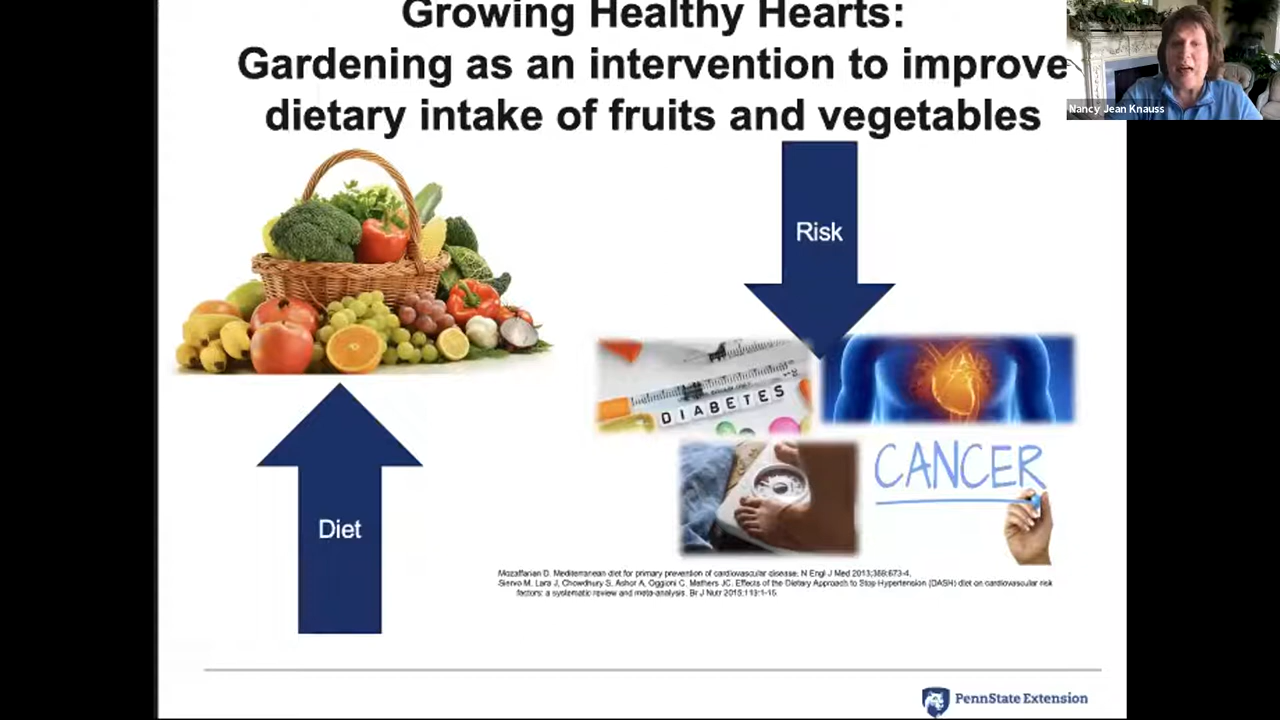 Growing Healthy Hearts:
Gardening as an intervention to improve
dietary intake of fruits and vegetables
Nancy Jean Knauss
Risk
DIABETES
CANCER
Diet
Mozaffarian D. Mediterranean diet for primary prevention of cardiovascular disease. N Engl J Med 2013;369:673-4.
Siervo M, Lara J, Chowdhury S, Ashor A, Oggioni C, Mathers JC. Effects of the Dietary Approach to Stop Hypertension (DASH) diet on cardiovascular risk
factors: a systematic review and meta-analysis. Br J Nutr 2015;113:1-15.
PennState Extension